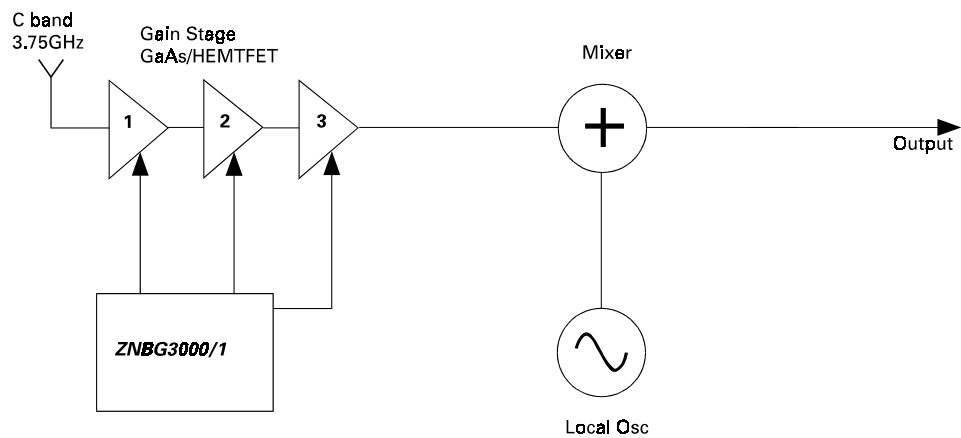 C band
3.75GHz
Gain Stage
GaAs/HEMTFET
Mixer
1
2
3
Output
ZNBG3000/1
Local Osc